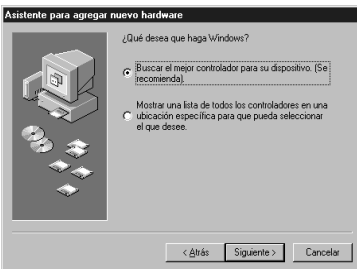 Asistente para agregar nuevo hardware
¿Qué desea que haga Windows?
Buscar el mejor controlador para su dispositivo. (Se
recomienda).
Mostrar una lista de todos los controladores en una
ubicación específica para que pueda seleccionar
el que desee.
< Atrás Siguiente > Cancelar